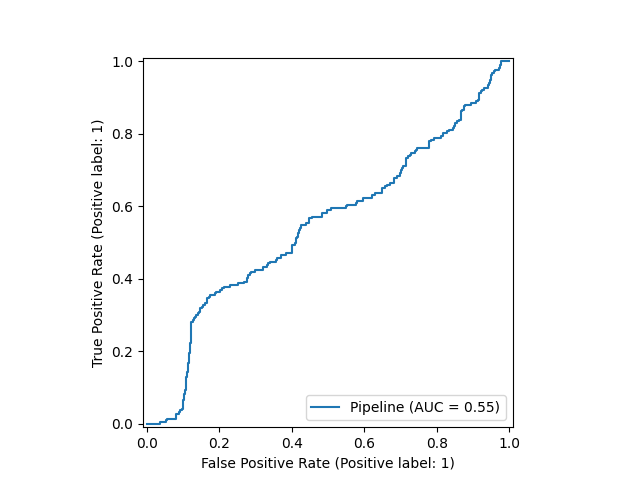 1.0
0.8
0.6
0.4
0.2
0.0
True Positive Rate (Positive label: 1)
Pipeline (AUC = 0.55)
0.0 0.2 0.4 0.6 0.8 1.0
False Positive Rate (Positive label: 1)